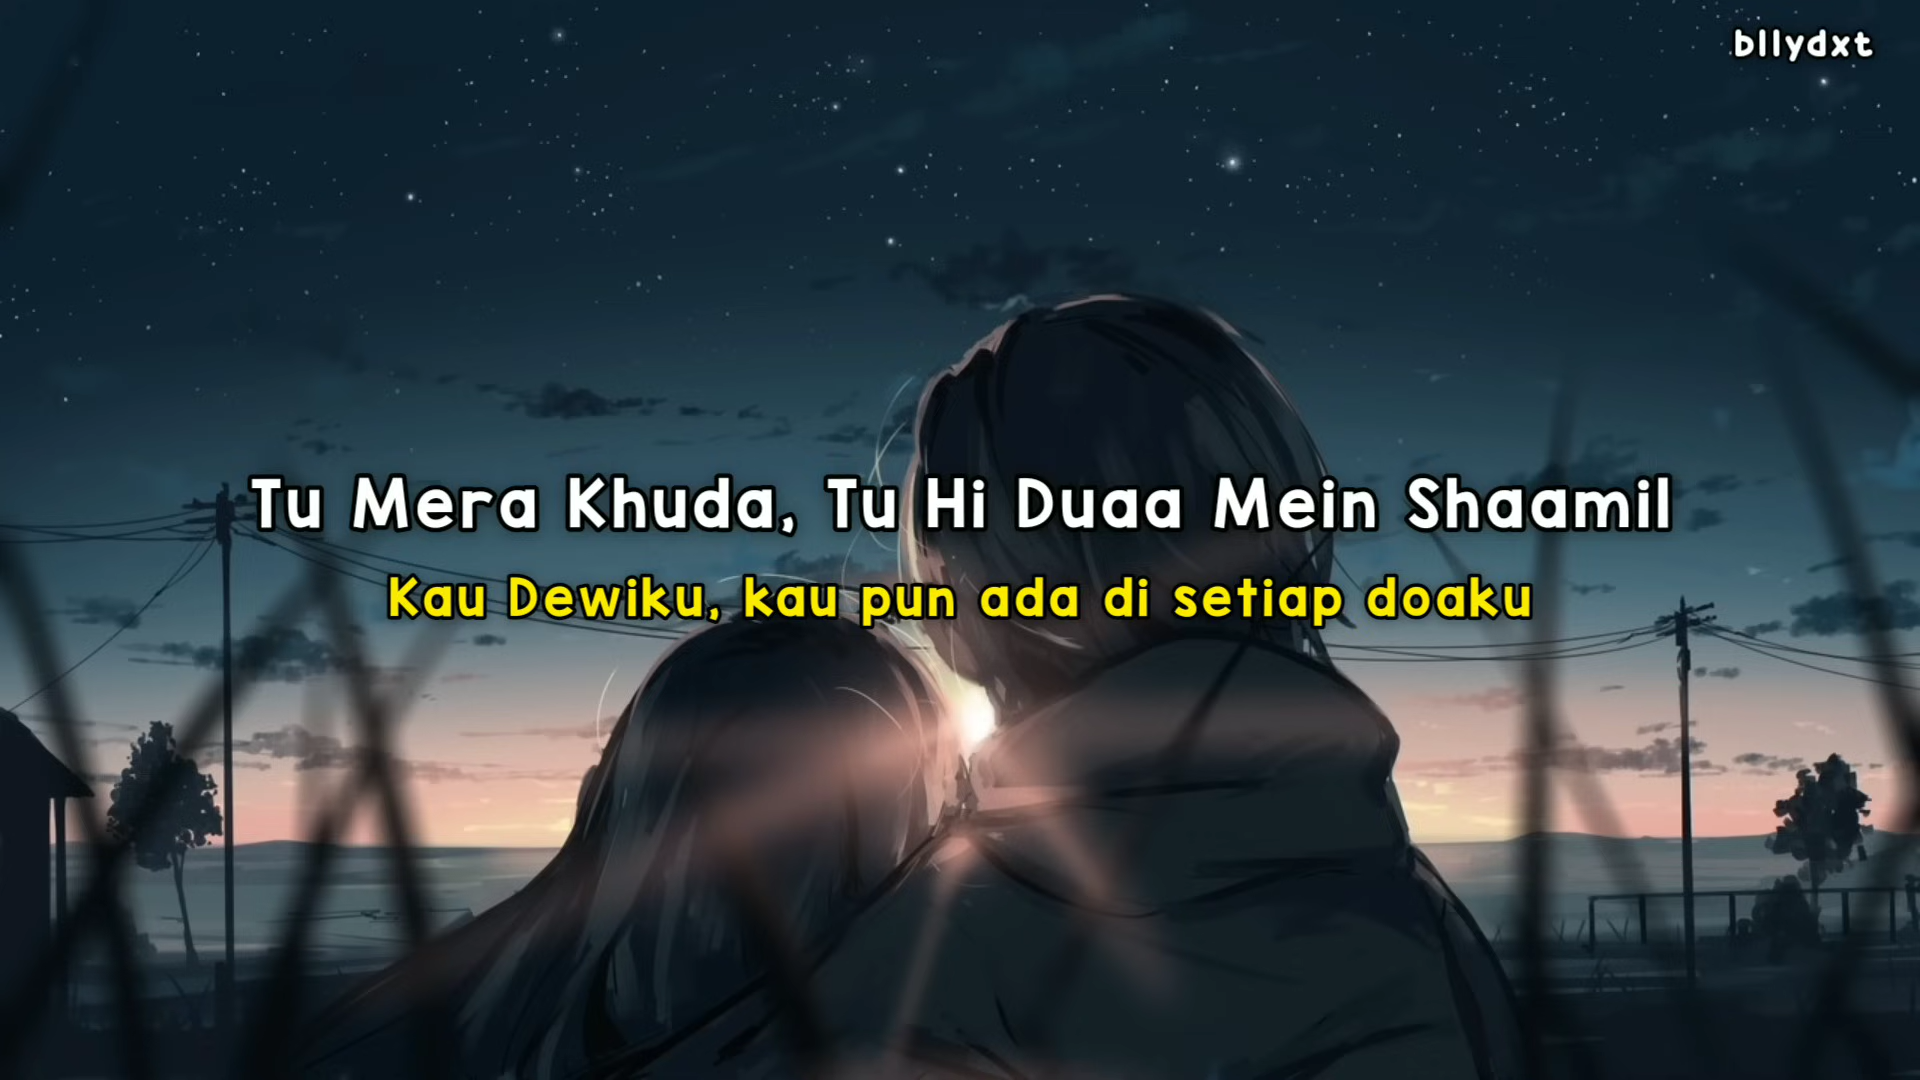 bllydxt
Tu Mera Khuda, Tu Hi Duaa Mein Shaamil
Kau Dewiku, kau pun ada di setiap doaku